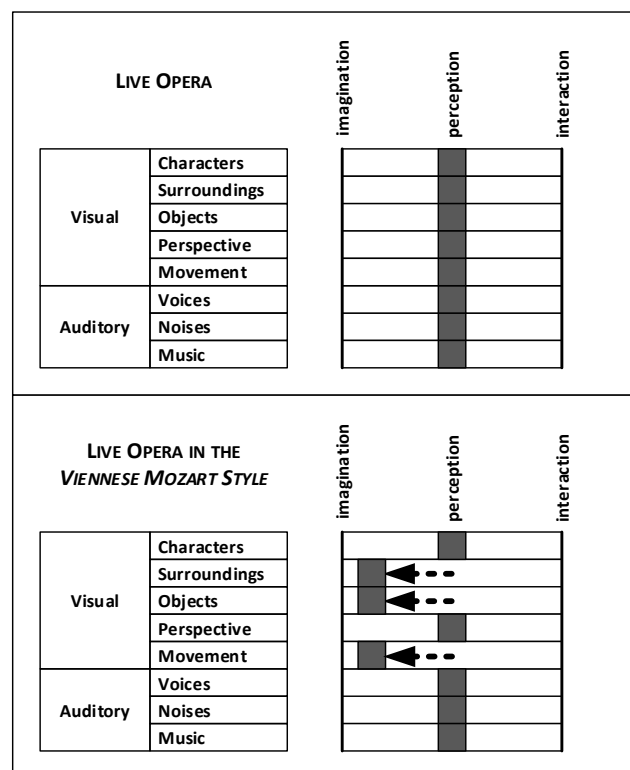 LIVE OPERA
imagination
perception
interaction
Visual
Characters
Surroundings
Objects
Perspective
Movement
Auditory
Voices
Noises
Music
LIVE OPERA IN THE
VIENNESE MOZART STYLE
imagination
perception
interaction
Visual
Characters
Surroundings
Objects
Perspective
Movement
Auditory
Voices
Noises
Music